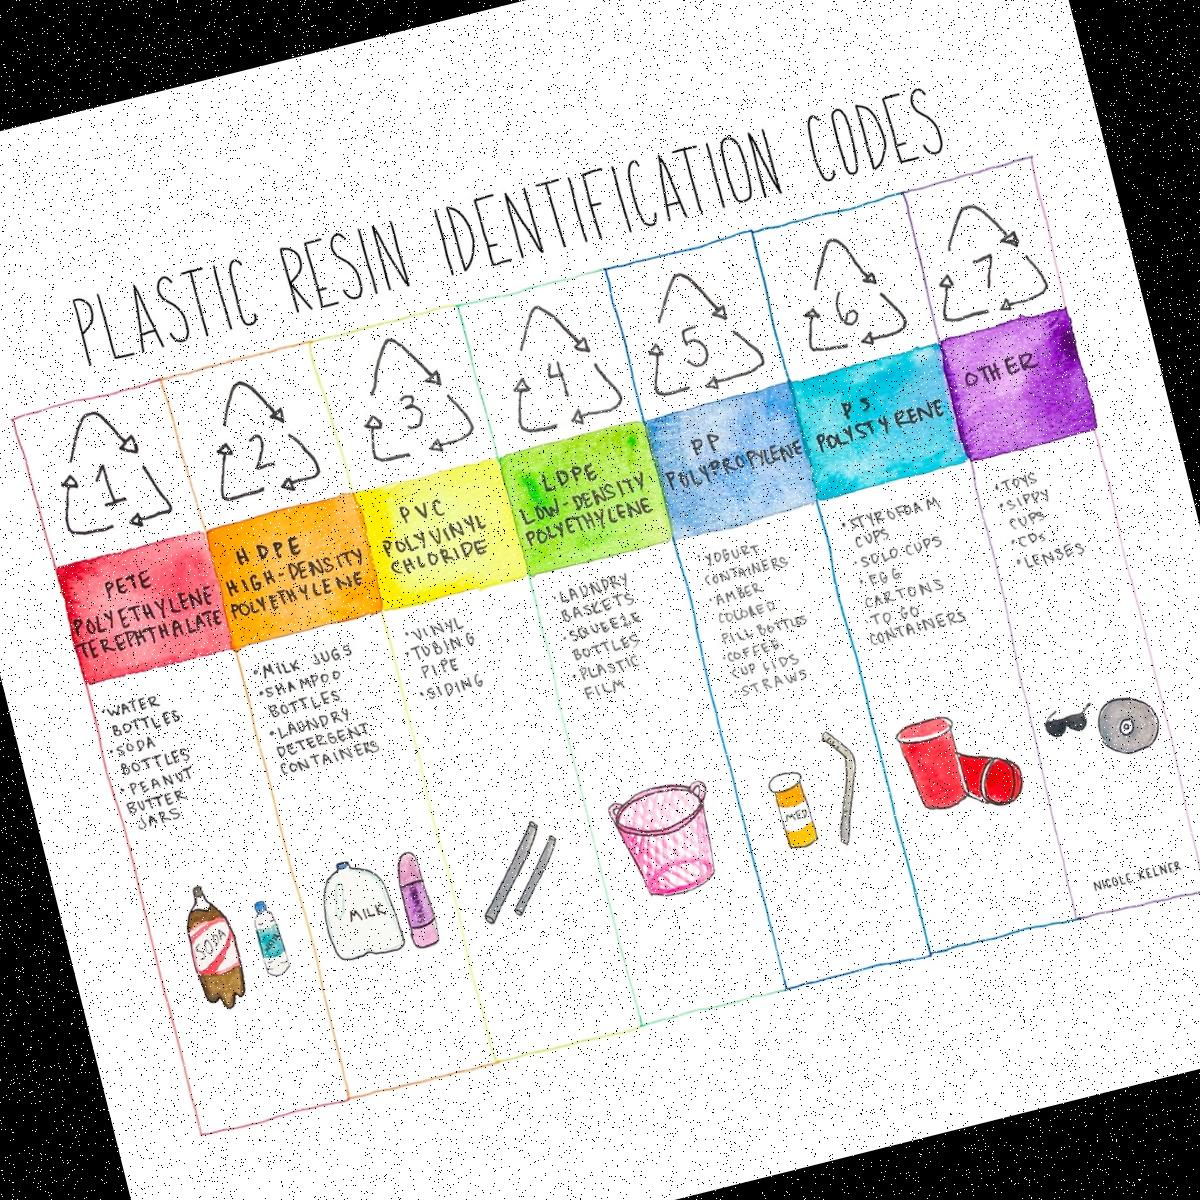 PLASTIC RESIN IDENTIFICATION CODES
1
PETE
POLYETHYLENE
TEREPHTHALATE
•WATER
BOTTLES
•SODA
BOTTLES
•PEANUT
BUTTER
JARS
SODA
2
HDPE
HIGH-DENSITY
POLYETHYLENE
•MILK JUGS
•SHAMPOO
BOTTLES
•LAUNDRY
DETERGENT
CONTAINERS
MILK
3
PVC
POLYVINYL
CHLORIDE
•VINYL
•TUBING
PIPE
•SIDING
4
LDPE
LOW-DENSITY
POLYETHYLENE
•LAUNDRY
BASKETS
•SQUEEZE
BOTTLES
•PLASTIC
FILM
5
PP
POLYPROPYLENE
YOGURT
CONTAINERS
•AMBER
COLORED
PILL BOTTLES
•COFFEE
CUP LIDS
•STRAWS
MED
6
PS
POLYSTYRENE
•STYROFOAM
CUPS
•SOLO CUPS
•EGG
CARTONS
•TO GO
CONTAINERS
7
OTHER
•TOYS
•SIPPY
CUPS
•CDs
•LENSES
NICOLE KELNER